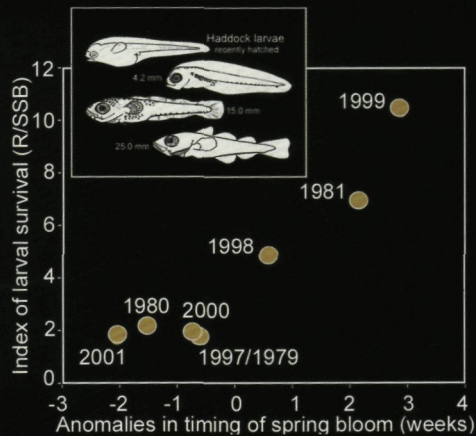 Haddock larvae
recently hatched
4.2 mm
15.0 mm
25.0 mm
Index of larval survival (R/SSB)
12
10
8
6
4
2
0
1999
1981
1998
1980
2000
2001
1997/1979
-3 -2 -1 0 1 2 3 4
Anomalies in timing of spring bloom (weeks)